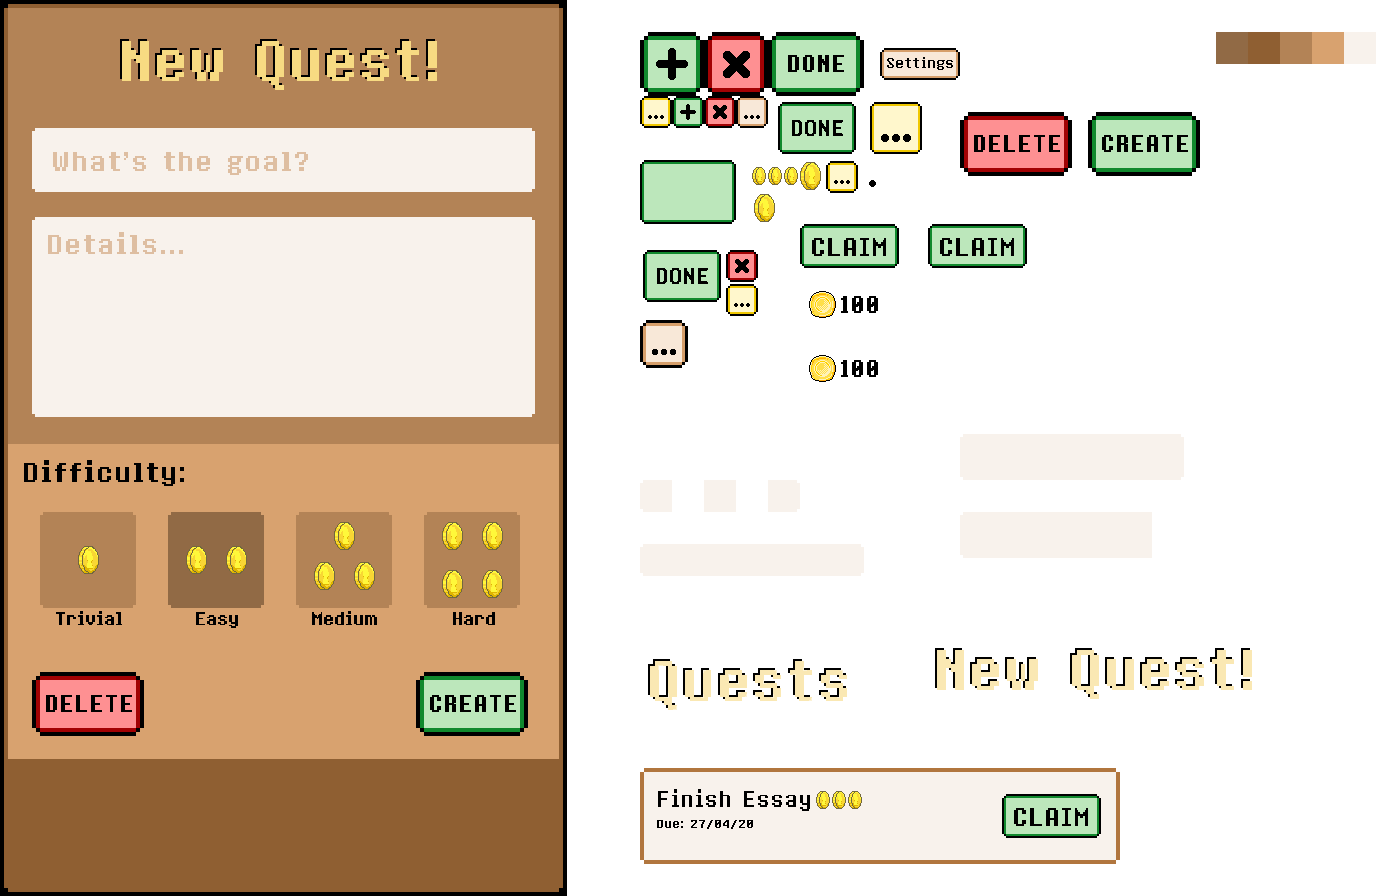 New Quest!
What's the goal?
Details...
Difficulty:
Trivial
Easy
Medium
Hard
DELETE
CREATE
DONE
Settings
...
...
DONE
...
DELETE
CREATE
...
.
CLAIM
CLAIM
DONE
...
100
...
100
Quests
New Quest!
Finish Essay
Due: 27/04/20
CLAIM